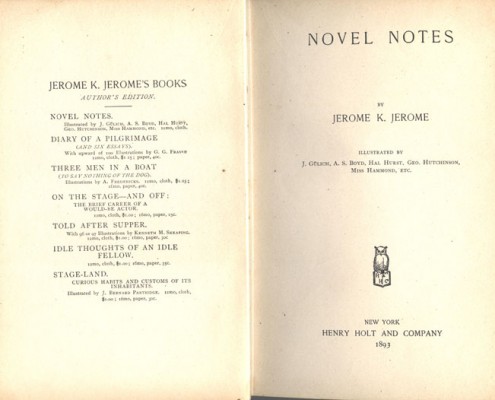 JEROME K. JEROME'S BOOKS
AUTHOR'S EDITION.
NOVEL NOTES.
Illustrated by J. GÜLICH, A. S. BOYD, HAL HURST,
GEO. HUTCHINSON, MISS HAMMOND, etc. 12mo, cloth.
DIARY OF A PILGRIMAGE
(AND SIX ESSAYS).
With upward of 100 Illustrations by G. G. FRASER
12mo, cloth, $1.25; paper, 40c.
THREE MEN IN A BOAT
(TO SAY NOTHING OF THE DOG).
Illustrations by A. FREDERICS. 12mo, $1.25;
paper, 40c.
ON THE STAGE—AND OFF:
THE BRIEF CAREER OF A
WOULD-BE ACTOR.
12mo, cloth, $1.00; 16mo, paper, 25c.
TOLD AFTER SUPPER.
With 96 or 97 Illustrations by KENNETH M. SKEAPING.
12mo, cloth, $1.00; 16mo, paper, 30c.
IDLE THOUGHTS OF AN IDLE
FELLOW.
12mo, cloth, $1.00; 16mo, paper, 35c.
STAGE-LAND.
CURIOUS HABITS AND CUSTOMS OF ITS
INHABITANTS.
Illustrated by J. BERNARD PARTRIDGE. 12mo, cloth,
$1.00; 16mo, paper, 30c.
NOVEL NOTES
BY
JEROME K. JEROME
ILLUSTRATED BY
J. GÜLICH, A. S. BOYD, HAL HURST, GEO. HUTCHINSON,
MISS HAMMOND, ETC.
NEW YORK
HENRY HOLT AND COMPANY
1893